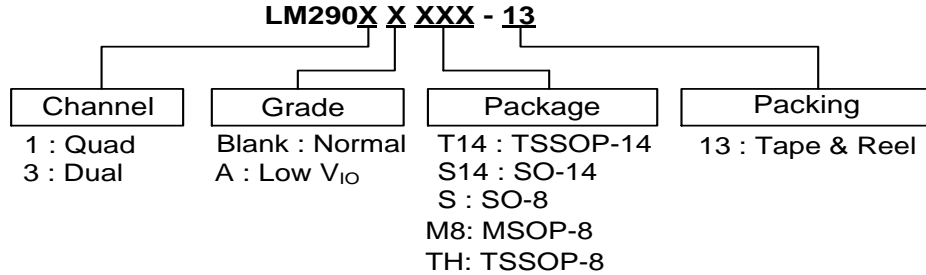 LM290X X XXX - 13
Channel
1 : Quad
3 : Dual
Grade
Blank : Normal
A : Low VIO
Package
T14 : TSSOP-14
S14 : SO-14
S : SO-8
M8: MSOP-8
TH: TSSOP-8
Packing
13 : Tape & Reel